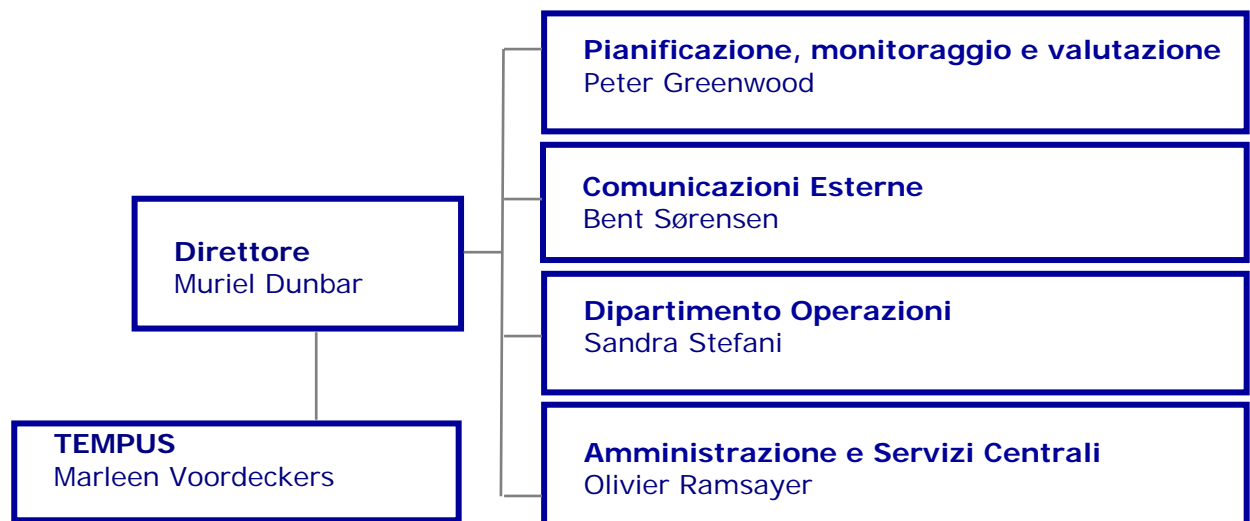 Pianificazione, monitoraggio e valutazione
Peter Greenwood
Comunicazioni Esterne
Bent Sørensen
Direttore
Muriel Dunbar
Dipartimento Operazioni
Sandra Stefani
TEMPUS
Marleen Voordeckers
Amministrazione e Servizi Centrali
Olivier Ramsayer